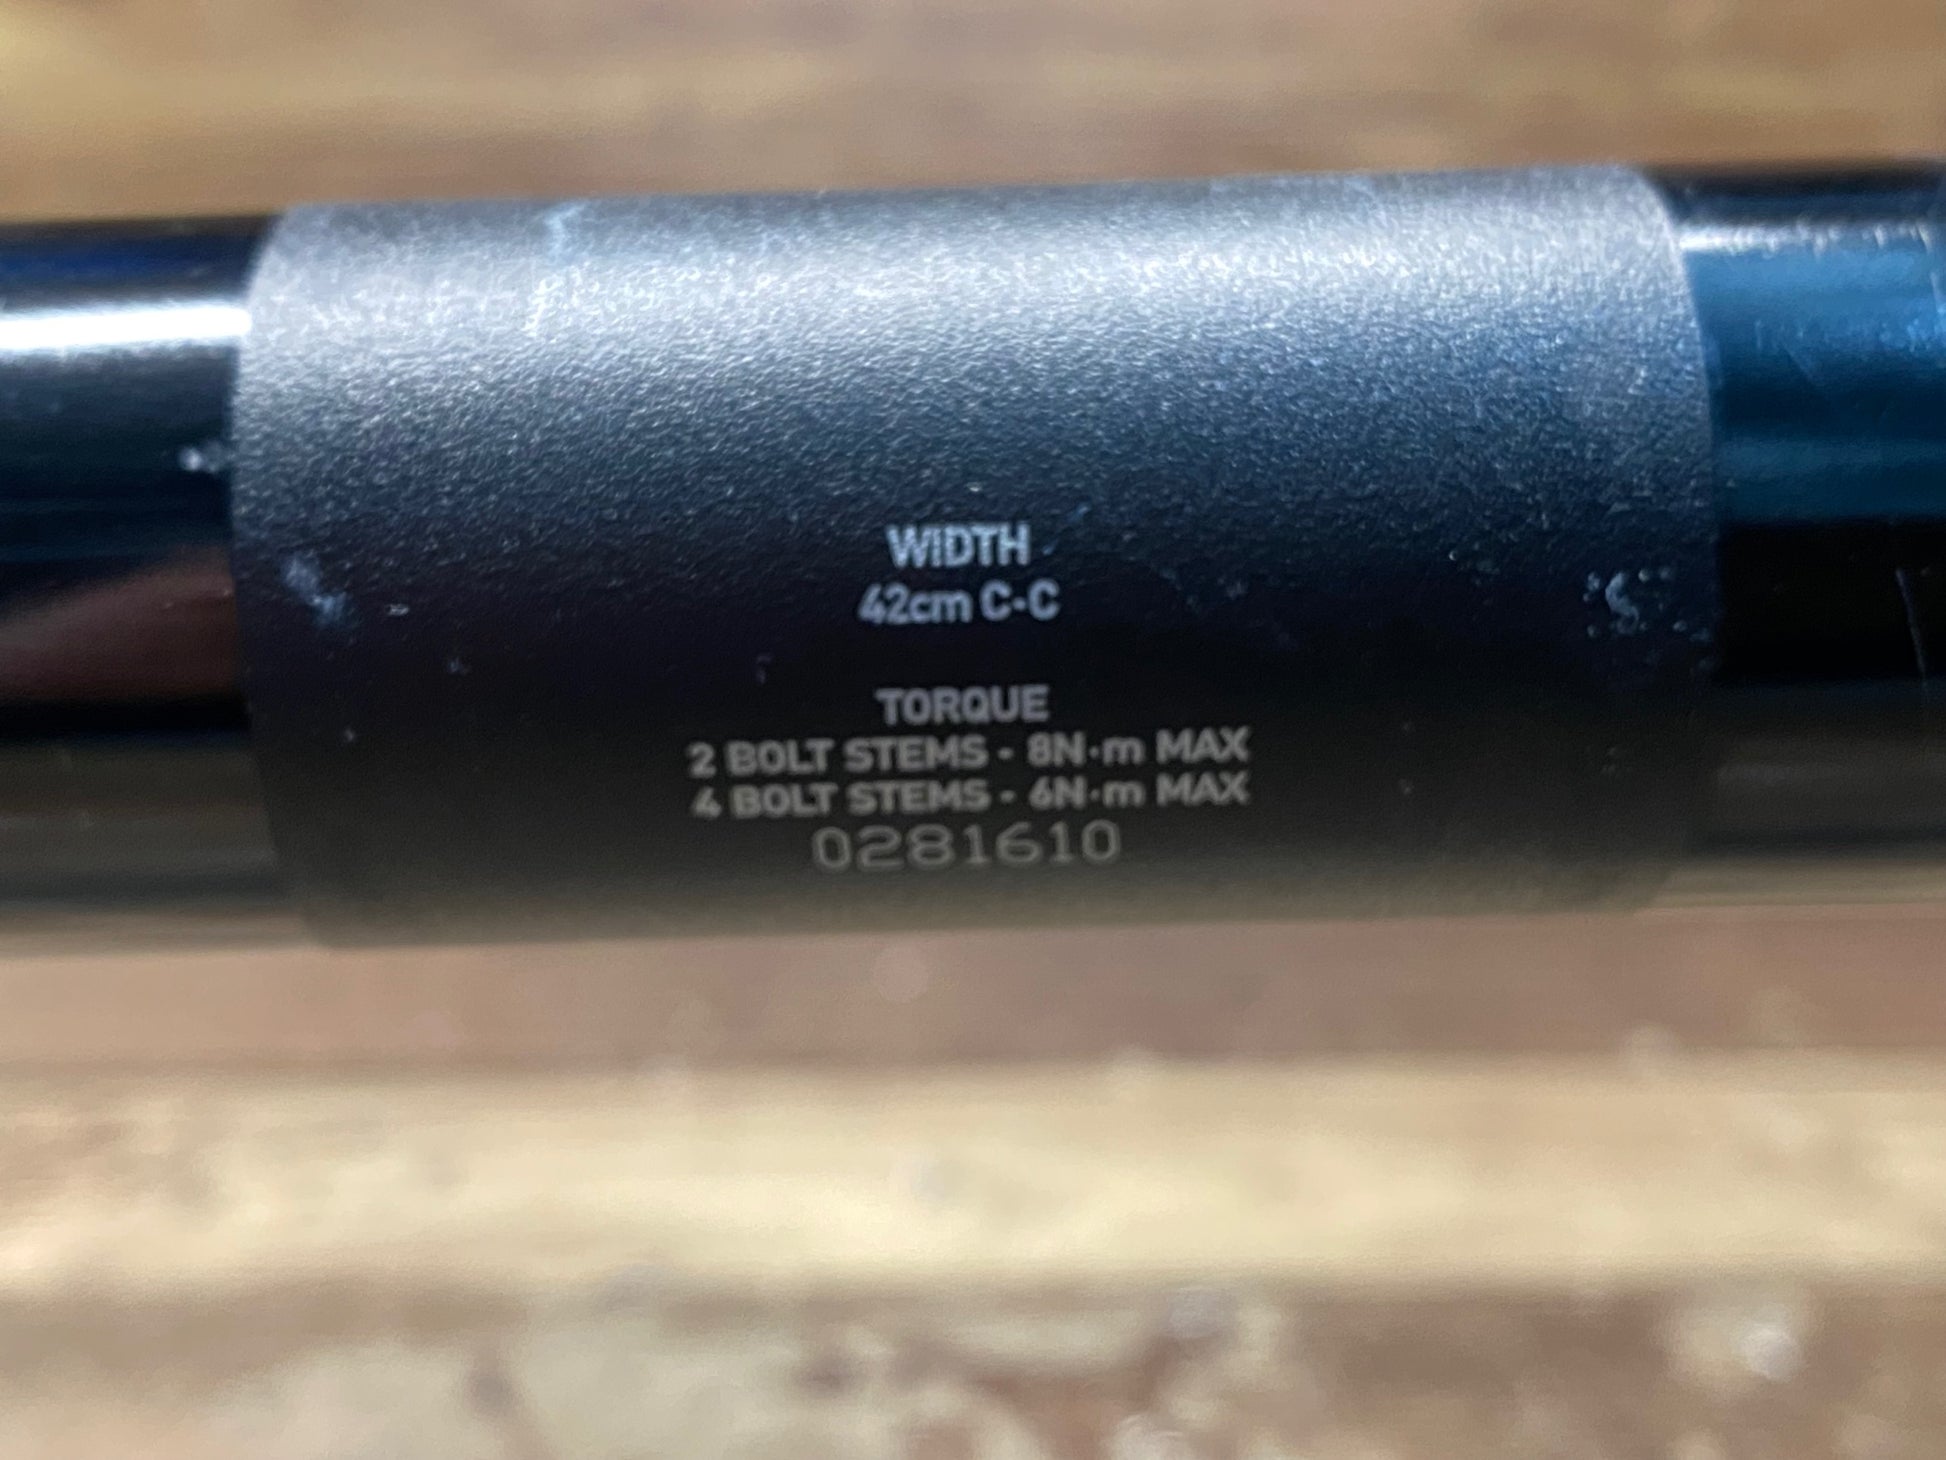 WIDTH
42cm C-C
TORQUE
2 BOLT STEMS - 8N·m MAX
4 BOLT STEMS - 6N·m MAX
0281610